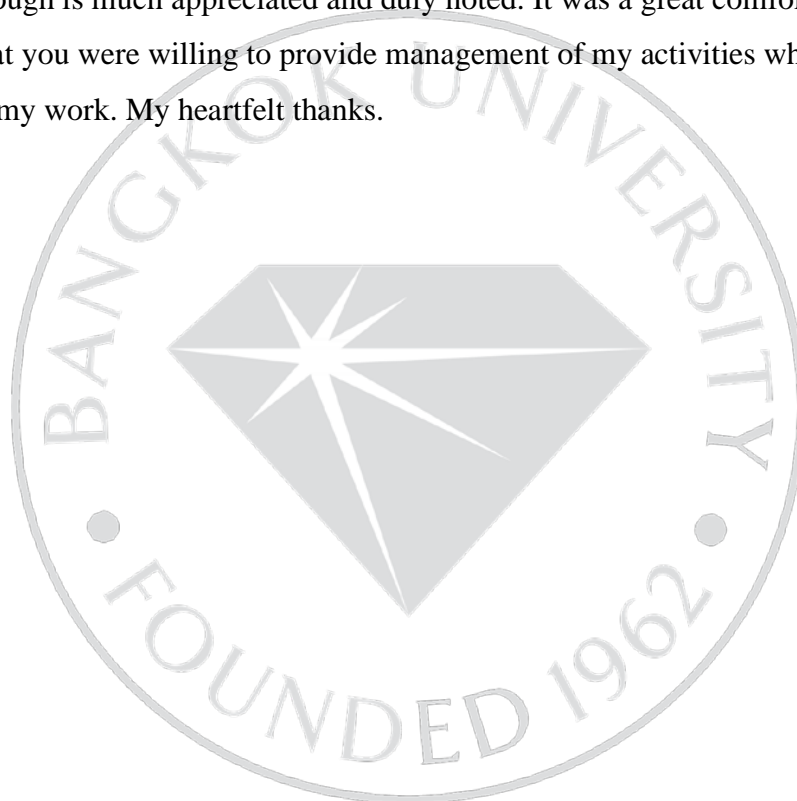 ough is much appreciated and duly noted. It was a great comfo
at you were willing to provide management of my activities wh
my work. My heartfelt thanks.
BANGKOK UNIVERSITY
FOUNDED 1962